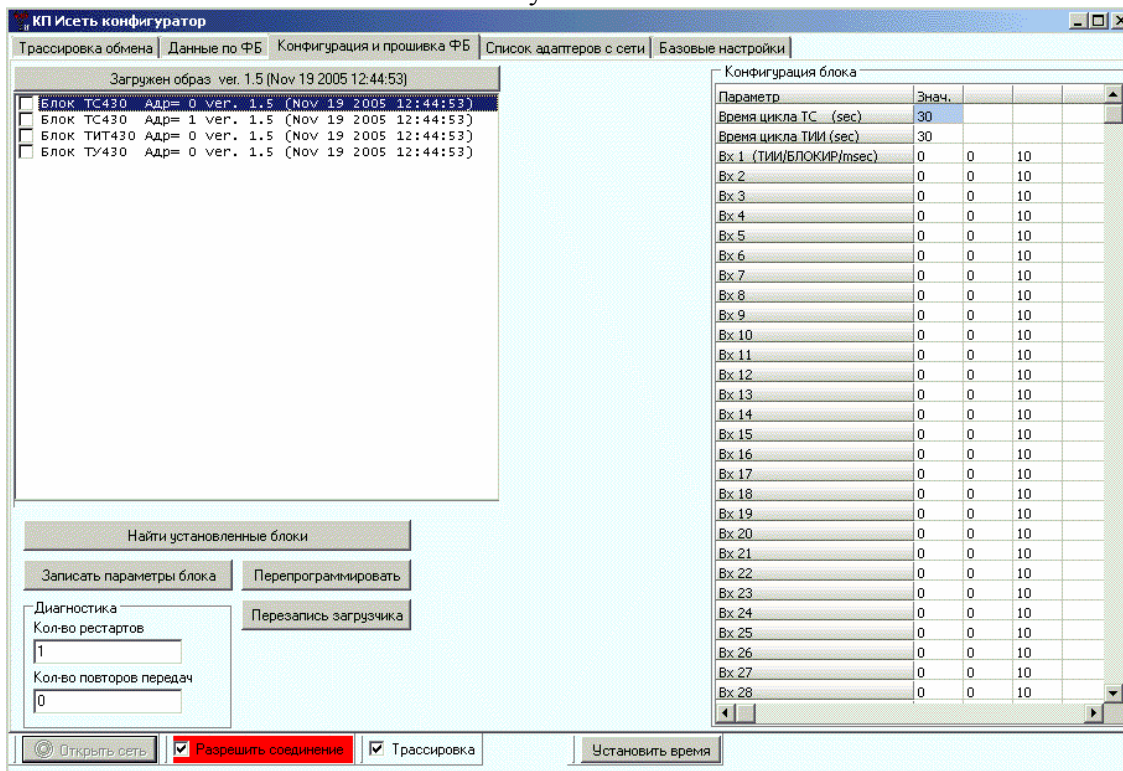 КП Исеть конфигуратор
Трассировка обмена Данные по ФБ Конфигурация и прошивка ФБ Список адаптеров с сети Базовые настройки
Загружен образ ver. 1.5 (Nov 19 2005 12:44:53)
Блок ТС430 Адр= 0 ver. 1.5 (Nov 19 2005 12:44:53)
Блок ТС430 Адр= 1 ver. 1.5 (Nov 19 2005 12:44:53)
Блок ТИТ430 Адр= 0 ver. 1.5 (Nov 19 2005 12:44:53)
Блок ТУ430 Адр= 0 ver. 1.5 (Nov 19 2005 12:44:53)
Найти установленные блоки
Записать параметры блока Перепрограммировать
Диагностика
Перезапись загрузчика
Кол-во рестартов
1
Кол-во повторов передач
0
Конфигурация блока
Параметр Знач.
Время цикла ТС (sec) 30
Время цикла ТИИ (sec) 30
Вх 1 (ТИИ/БЛОКИР/msec) 0 0 10
Вх 2 0 0 10
Вх 3 0 0 10
Вх 4 0 0 10
Вх 5 0 0 10
Вх 6 0 0 10
Вх 7 0 0 10
Вх 8 0 0 10
Вх 9 0 0 10
Вх 10 0 0 10
Вх 11 0 0 10
Вх 12 0 0 10
Вх 13 0 0 10
Вх 14 0 0 10
Вх 15 0 0 10
Вх 16 0 0 10
Вх 17 0 0 10
Вх 18 0 0 10
Вх 19 0 0 10
Вх 20 0 0 10
Вх 21 0 0 10
Вх 22 0 0 10
Вх 23 0 0 10
Вх 24 0 0 10
Вх 25 0 0 10
Вх 26 0 0 10
Вх 27 0 0 10
Вх 28 0 0 10
Открыть сеть Разрешить соединение Трассировка Установить время